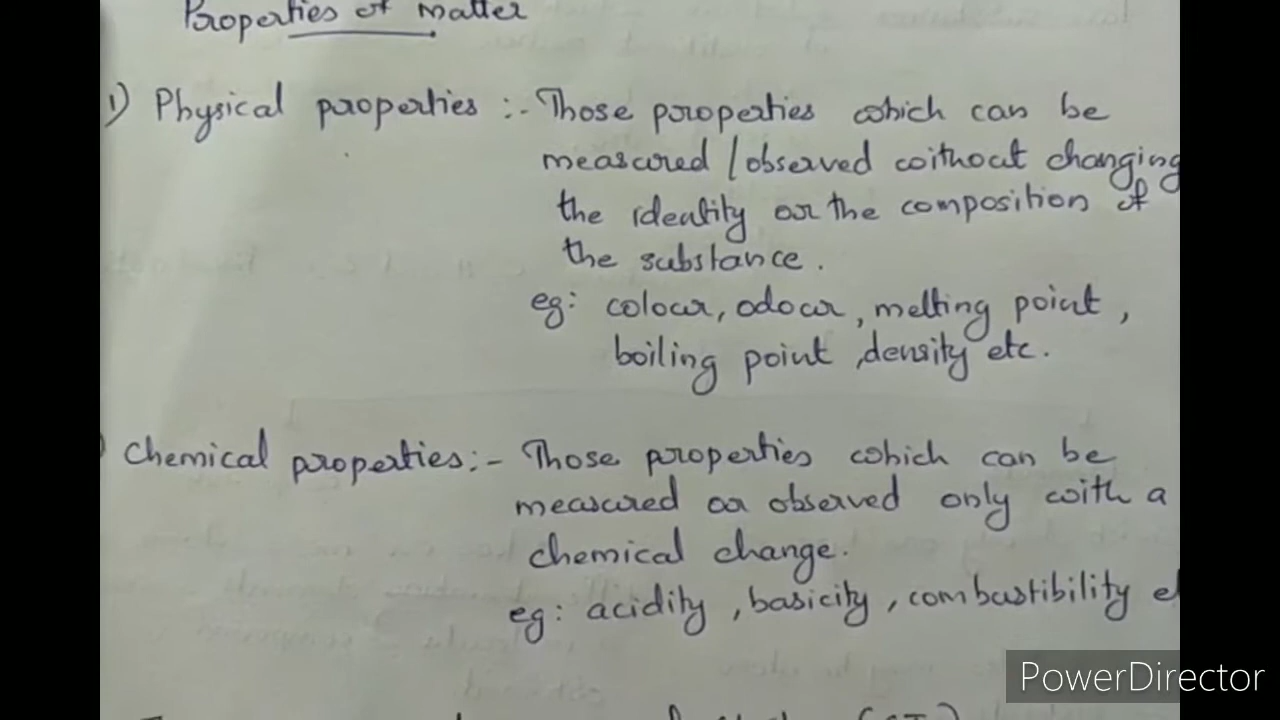 Properties of matter
1) Physical properties :- Those properties which can be
measured / observed without changing
the identity or the composition of
the substance.
eg: colour, odour, melting point,
boiling point, density etc.
) Chemical properties :- Those properties which can be
measured or observed only with a
chemical change.
eg: acidity, basicity, combustibility e
PowerDirector